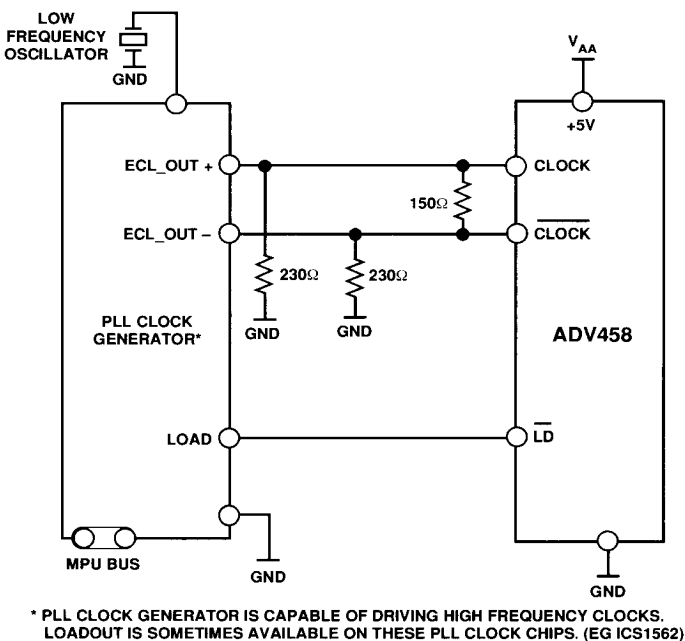 LOW
FREQUENCY
OSCILLATOR
GND
VAA
+5V
ECL_OUT +
CLOCK
150Ω
ECL_OUT –
CLOCK
230Ω
230Ω
GND
GND
PLL CLOCK
GENERATOR*
ADV458
LOAD
LD
MPU BUS
GND
GND
* PLL CLOCK GENERATOR IS CAPABLE OF DRIVING HIGH FREQUENCY CLOCKS.
LOADOUT IS SOMETIMES AVAILABLE ON THESE PLL CLOCK CHIPS. (EG ICS1562)